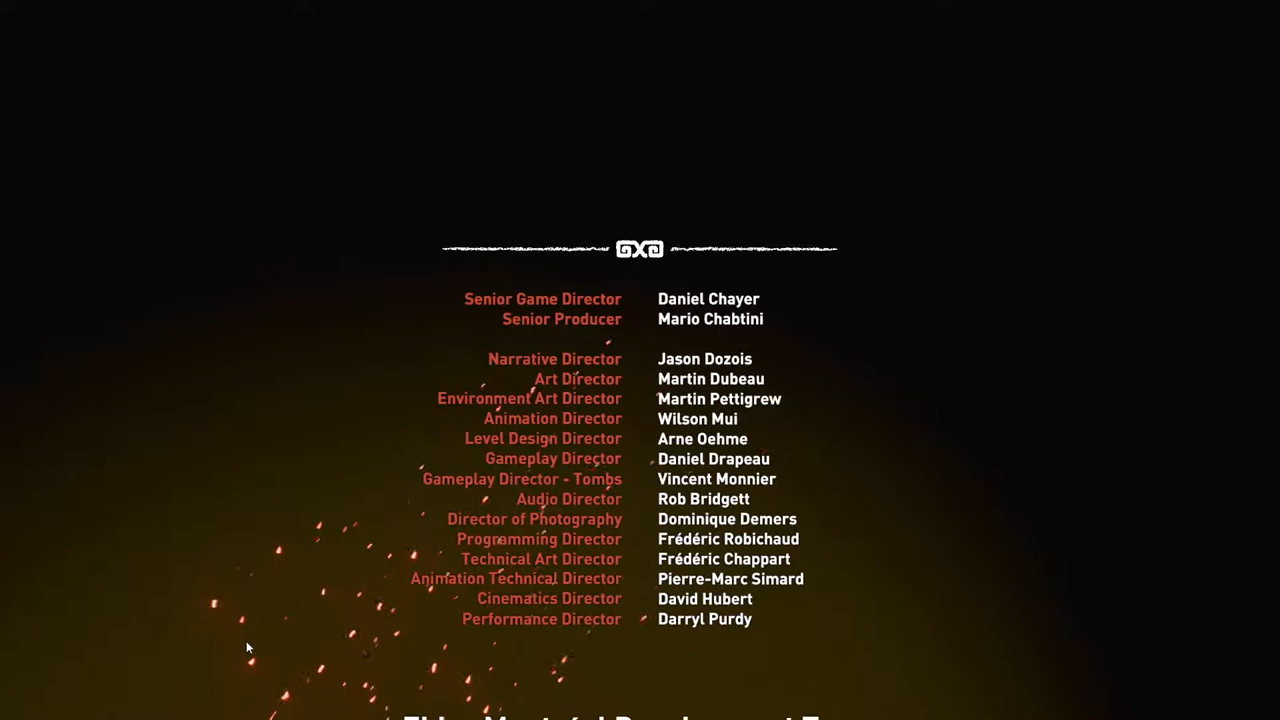 Senior Game Director Daniel Chayer
Senior Producer Mario Chabtini
Narrative Director Jason Dozois
Art Director Martin Dubeau
Environment Art Director Martin Pettigrew
Animation Director Wilson Mui
Level Design Director Arne Oehme
Gameplay Director Daniel Drapeau
Gameplay Director - Tombs Vincent Monnier
Audio Director Rob Bridgett
Director of Photography Dominique Demers
Programming Director Frédéric Robichaud
Technical Art Director Frédéric Chappart
Animation Technical Director Pierre-Marc Simard
Cinematics Director David Hubert
Performance Director Darryl Purdy